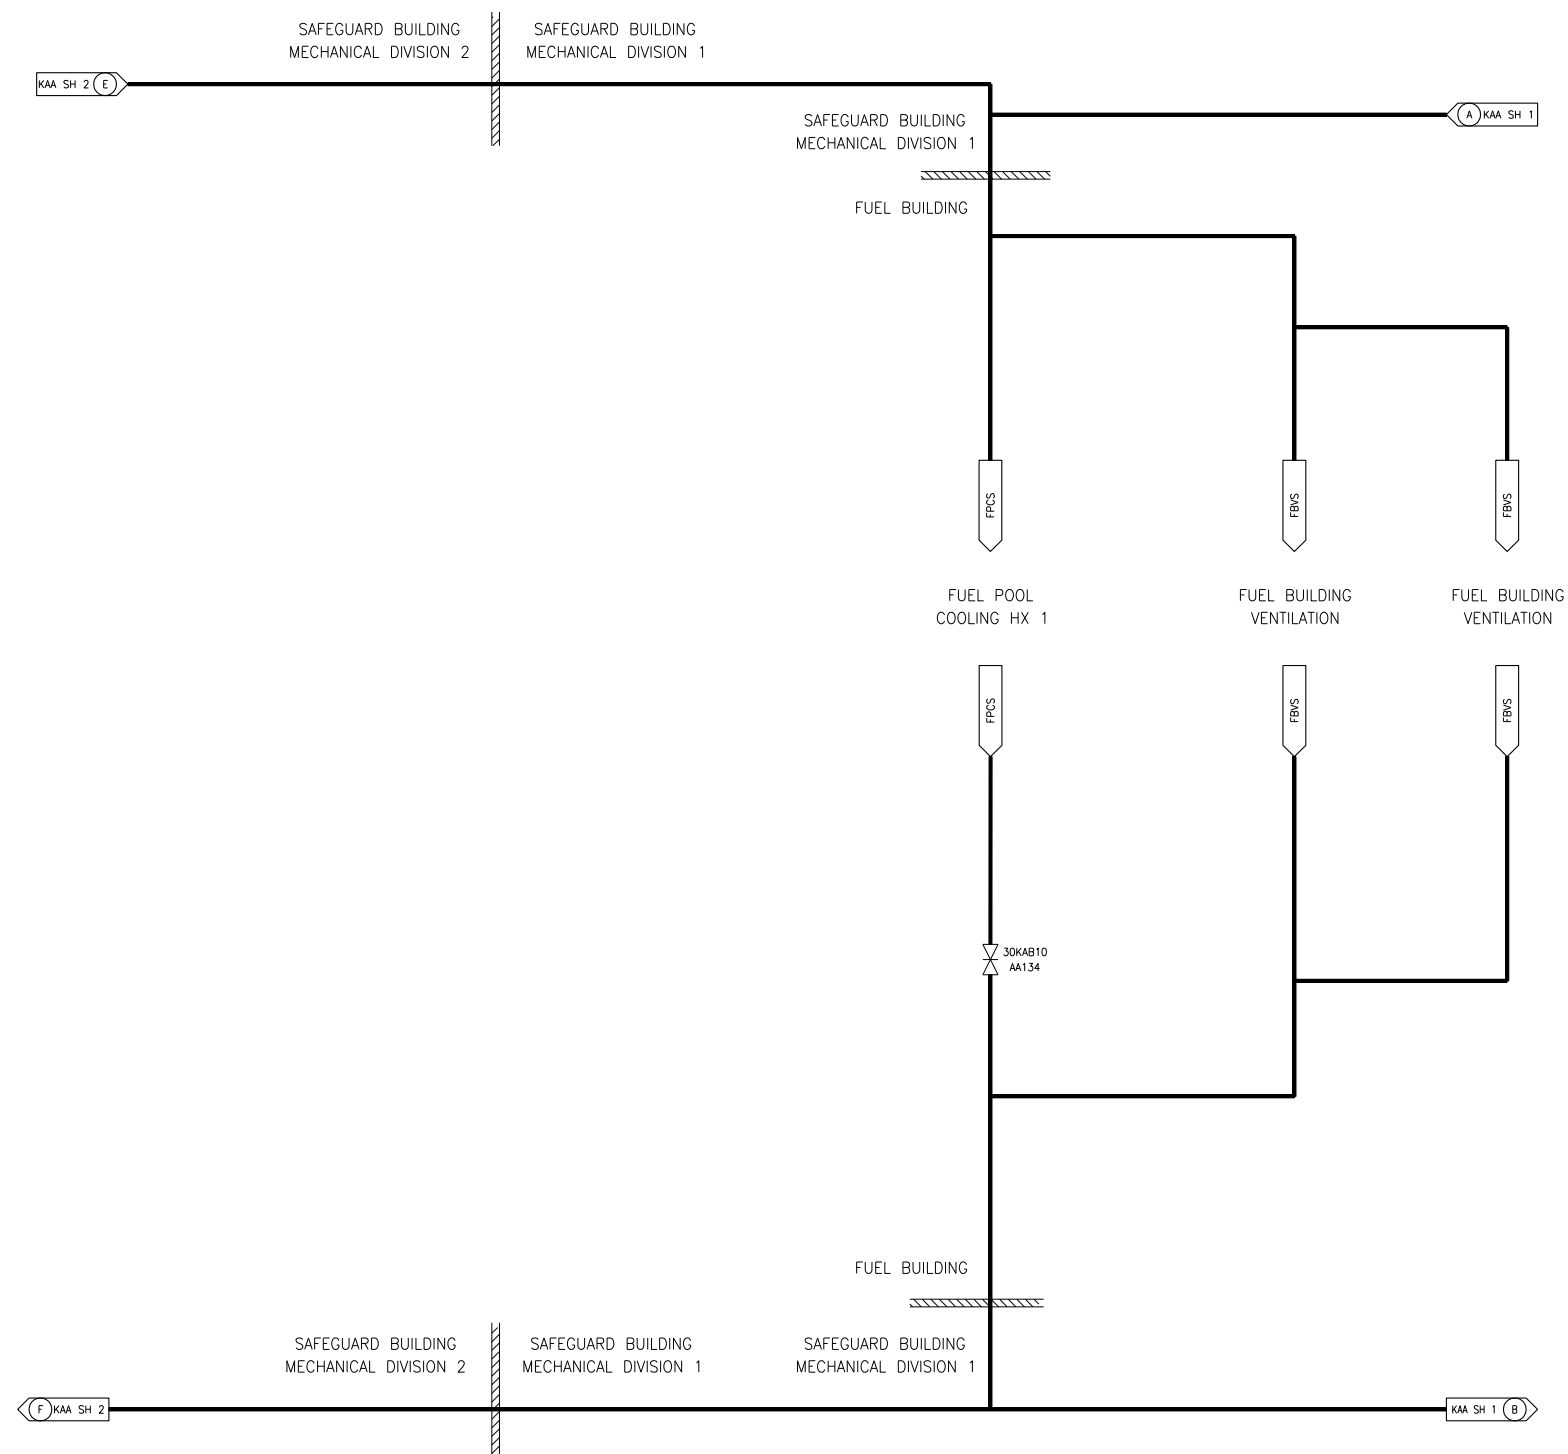 SAFEGUARD BUILDING
MECHANICAL DIVISION 2
SAFEGUARD BUILDING
MECHANICAL DIVISION 1
KAA SH 2 E
SAFEGUARD BUILDING
MECHANICAL DIVISION 1
A KAA SH 1
FUEL BUILDING
FPCS
FBVS
FBVS
FUEL POOL
COOLING HX 1
FUEL BUILDING
VENTILATION
FUEL BUILDING
VENTILATION
FPCS
FBVS
FBVS
30KAB10
AA134
FUEL BUILDING
SAFEGUARD BUILDING
MECHANICAL DIVISION 2
SAFEGUARD BUILDING
MECHANICAL DIVISION 1
SAFEGUARD BUILDING
MECHANICAL DIVISION 1
F KAA SH 2
KAA SH 1 B